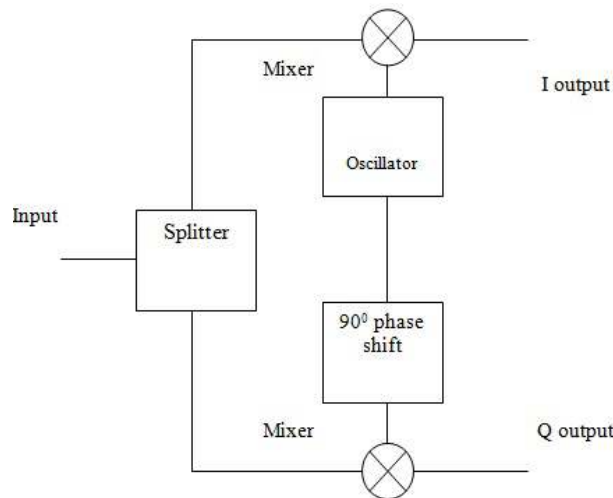 Mixer
I output
Oscillator
Input
Splitter
90⁰ phase
shift
Mixer
Q output